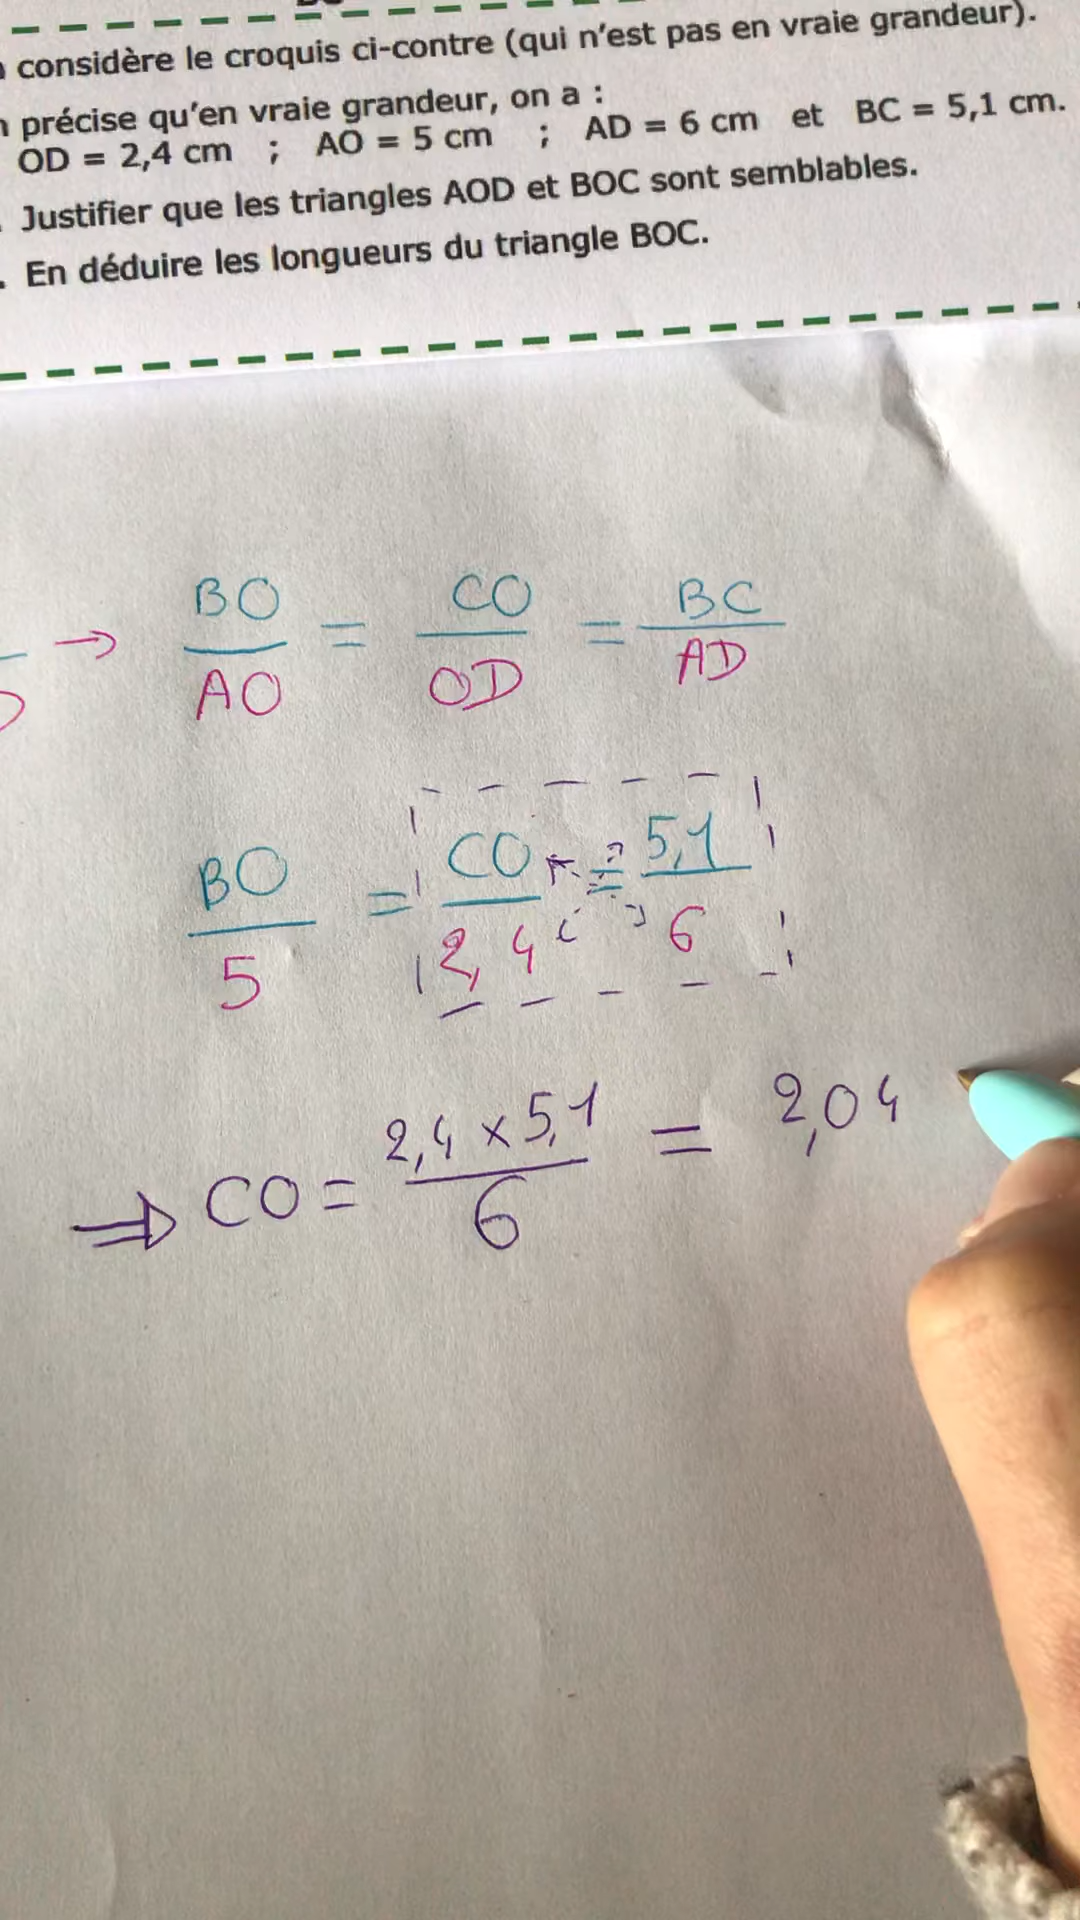 considère le croquis ci-contre (qui n'est pas en vraie grandeur).
précise qu'en vraie grandeur, on a :
OD = 2,4 cm ; AO = 5 cm ; AD = 6 cm et BC = 5,1 cm.
. Justifier que les triangles AOD et BOC sont semblables.
. En déduire les longueurs du triangle BOC.
→ BO/AO = CO/OD = BC/AD
BO/5 = CO/2,4 = 5,1/6
⇒ CO = 2,4 × 5,1 / 6 = 2,04